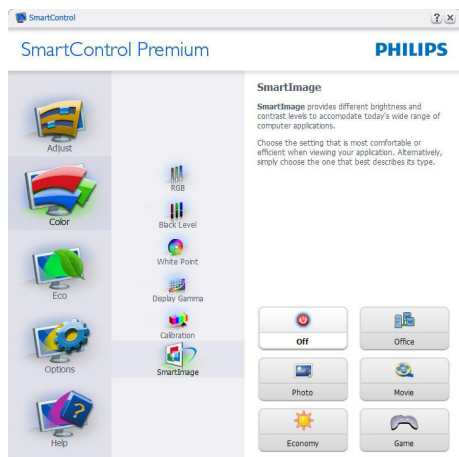 SmartControl
SmartControl Premium
PHILIPS
Adjust
Color
Eco
Options
Help
RGB
Black Level
White Point
Display Gamma
Calibration
SmartImage
SmartImage
SmartImage provides different brightness and
contrast levels to accomodate today's wide range of
computer applications.
Choose the setting that is most comfortable or
efficient when viewing your application. Alternatively,
simply choose the one that best describes its type.
Off
Office
Photo
Movie
Economy
Game